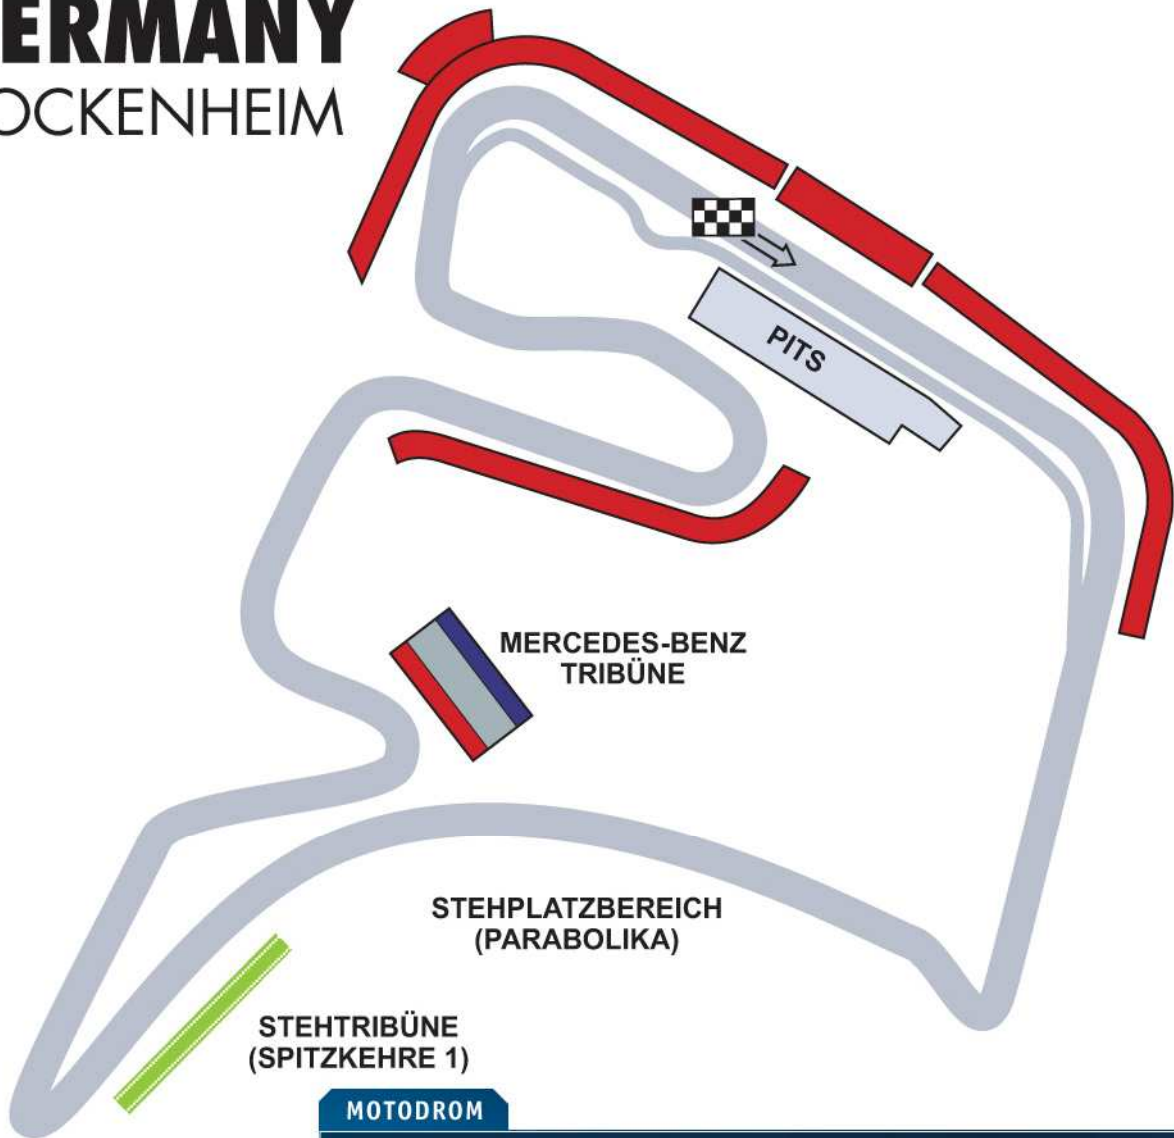 ERMANY
OCKENHEIM
PITS
MERCEDES-BENZ
TRIBÜNE
STEHPLATZBEREICH
(PARABOLIKA)
STEHTRIBÜNE
(SPITZKEHRE 1)
MOTODROM